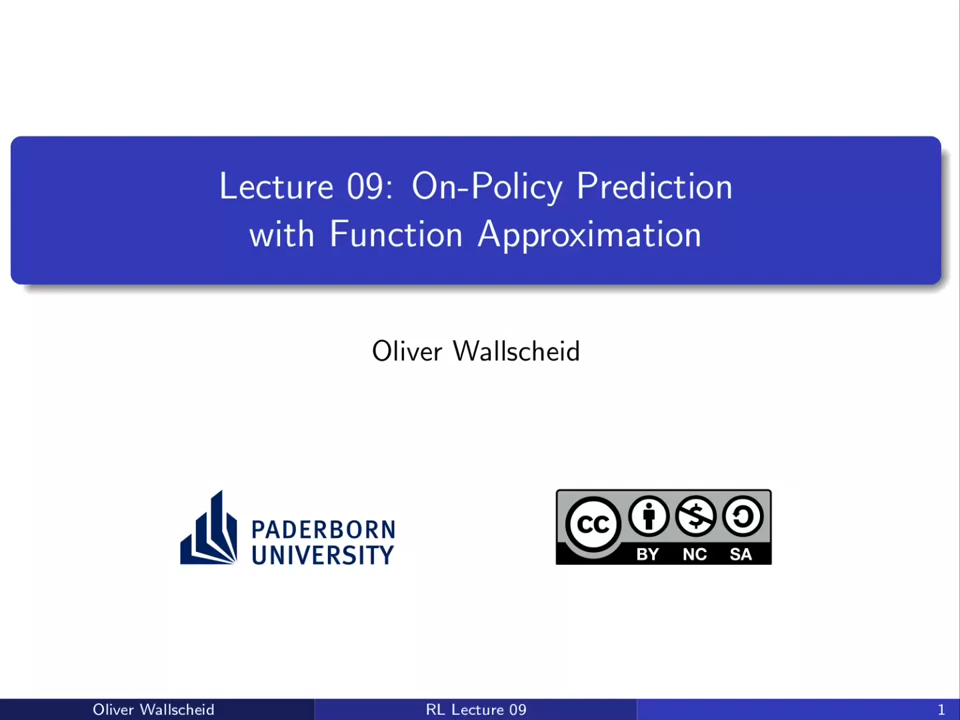 Lecture 09: On-Policy Prediction
with Function Approximation
Oliver Wallscheid
PADERBORN
UNIVERSITY
cc
BY NC SA
Oliver Wallscheid RL Lecture 09 1